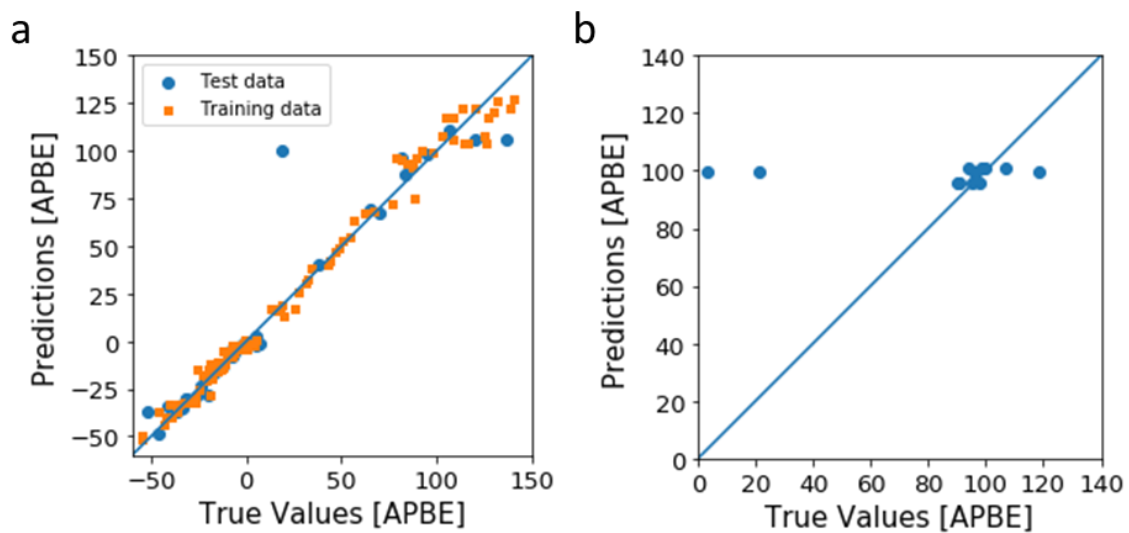 a
150
125
100
75
50
25
0
−25
−50
Predictions [APBE]
Test data
Training data
−50 0 50 100 150
True Values [APBE]
b
140
120
100
80
60
40
20
0
Predictions [APBE]
0 20 40 60 80 100 120 140
True Values [APBE]